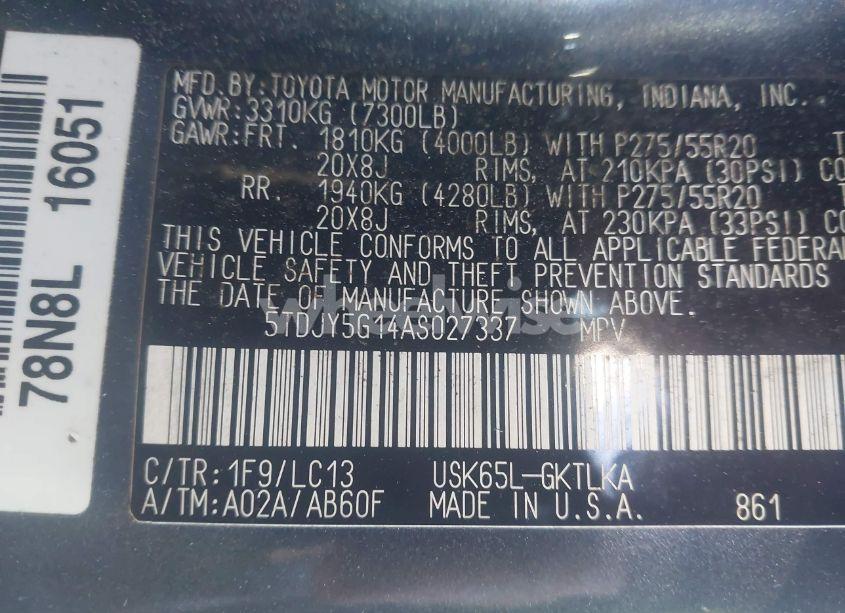 MFD. BY: TOYOTA MOTOR MANUFACTURING, INDIANA, INC.
GVWR: 3310KG (7300LB)
GAWR: FRT. 1810KG (4000LB) WITH P275/55R20
20X8J RIMS, AT 210KPA (30PSI) CO
RR. 1940KG (4280LB) WITH P275/55R20
20X8J RIMS, AT 230KPA (33PSI) CO
THIS VEHICLE CONFORMS TO ALL APPLICABLE FEDERAL
VEHICLE SAFETY AND THEFT PREVENTION STANDARDS
THE DATE OF MANUFACTURE SHOWN ABOVE.
5TDJY5G14AS027337 MPV
C/TR: 1F9/LC13 USK65L-GKTLKA
A/TM: A02A/AB60F MADE IN U.S.A. 861
78N8L 16051